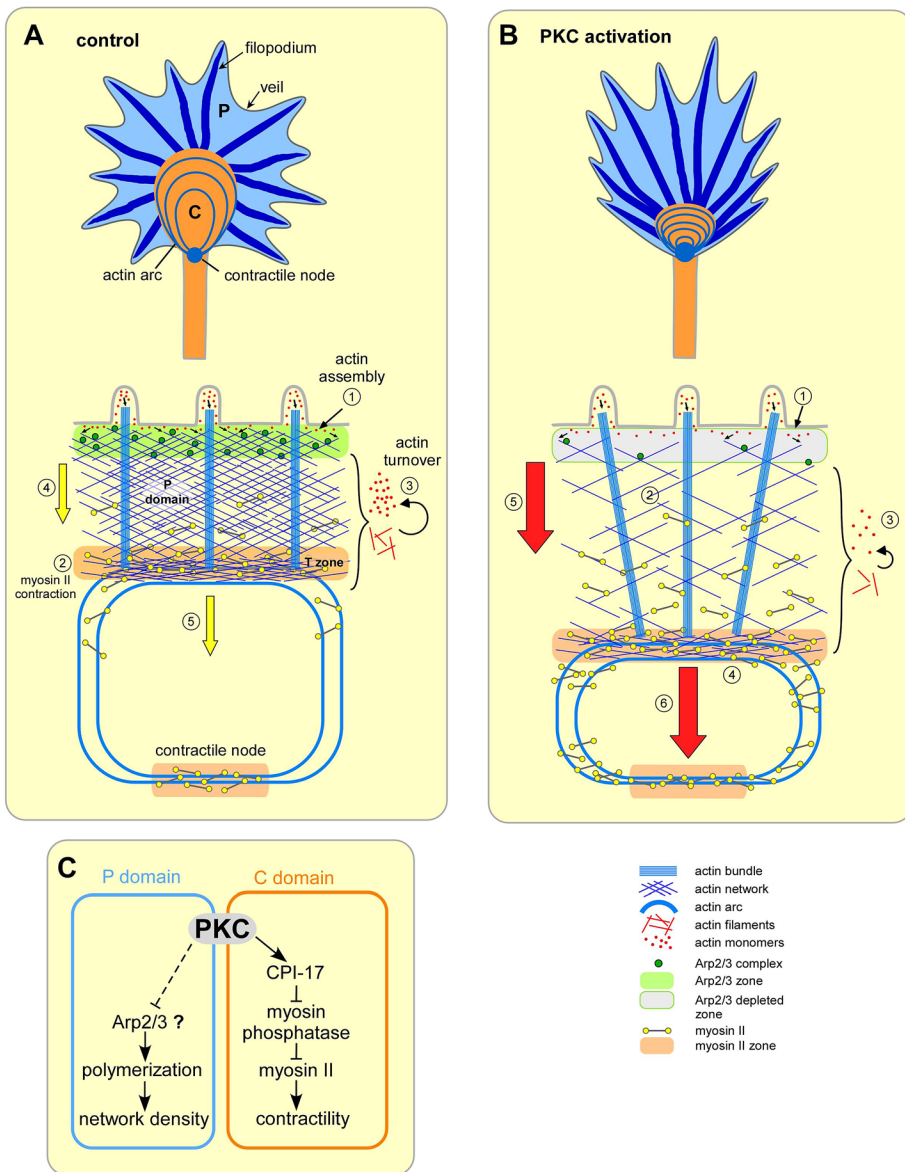 A control
filopodium
veil
P
C
actin arc
contractile node
actin
assembly
1
actin
turnover
3
4
P
domain
2
T zone
myosin II
contraction
5
contractile node
B PKC activation
1
5
2
3
4
6
C
P domain
C domain
PKC
CPI-17
myosin
phosphatase
myosin II
contractility
Arp2/3 ?
polymerization
network density
actin bundle
actin network
actin arc
actin filaments
actin monomers
Arp2/3 complex
Arp2/3 zone
Arp2/3 depleted
zone
myosin II
myosin II zone